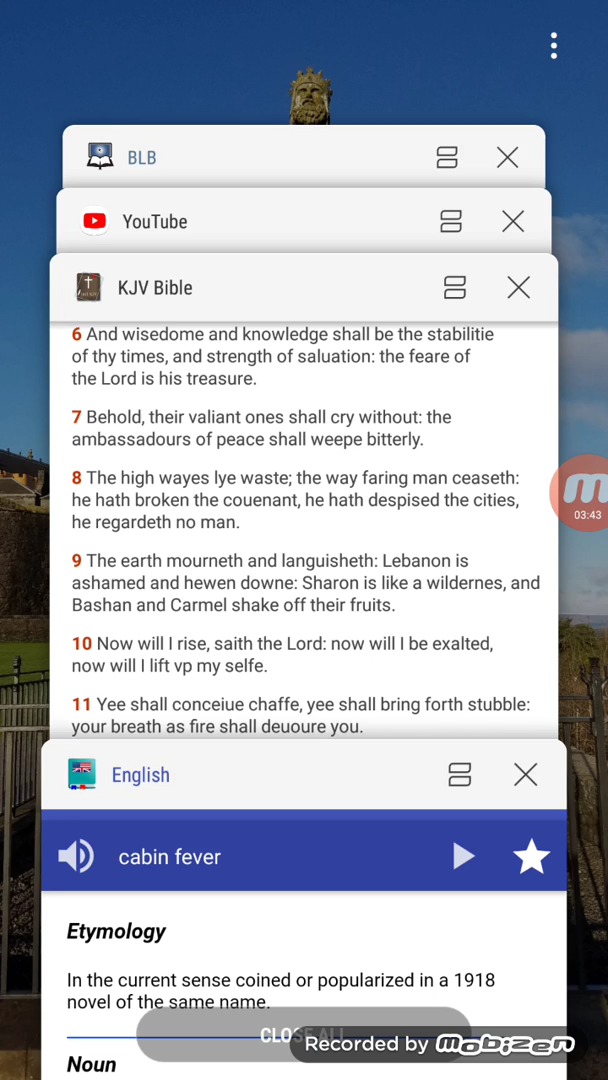 BLB
YouTube
KJV Bible
6 And wisedome and knowledge shall be the stabilitie
of thy times, and strength of saluation: the feare of
the Lord is his treasure.
7 Behold, their valiant ones shall cry without: the
ambassadours of peace shall weepe bitterly.
8 The high wayes lye waste; the way faring man ceaseth:
he hath broken the couenant, he hath despised the cities,
he regardeth no man.
9 The earth mourneth and languisheth: Lebanon is
ashamed and hewen downe: Sharon is like a wildernes, and
Bashan and Carmel shake off their fruits.
03:43
10 Now will I rise, saith the Lord: now will I be exalted,
now will I lift vp my selfe.
11 Yee shall conceiue chaffe, yee shall bring forth stubble:
your breath as fire shall deuoure you.
English
cabin fever
Etymology
In the current sense coined or popularized in a 1918
novel of the same name.
CLOSE ALL
Recorded by mobizen
Noun